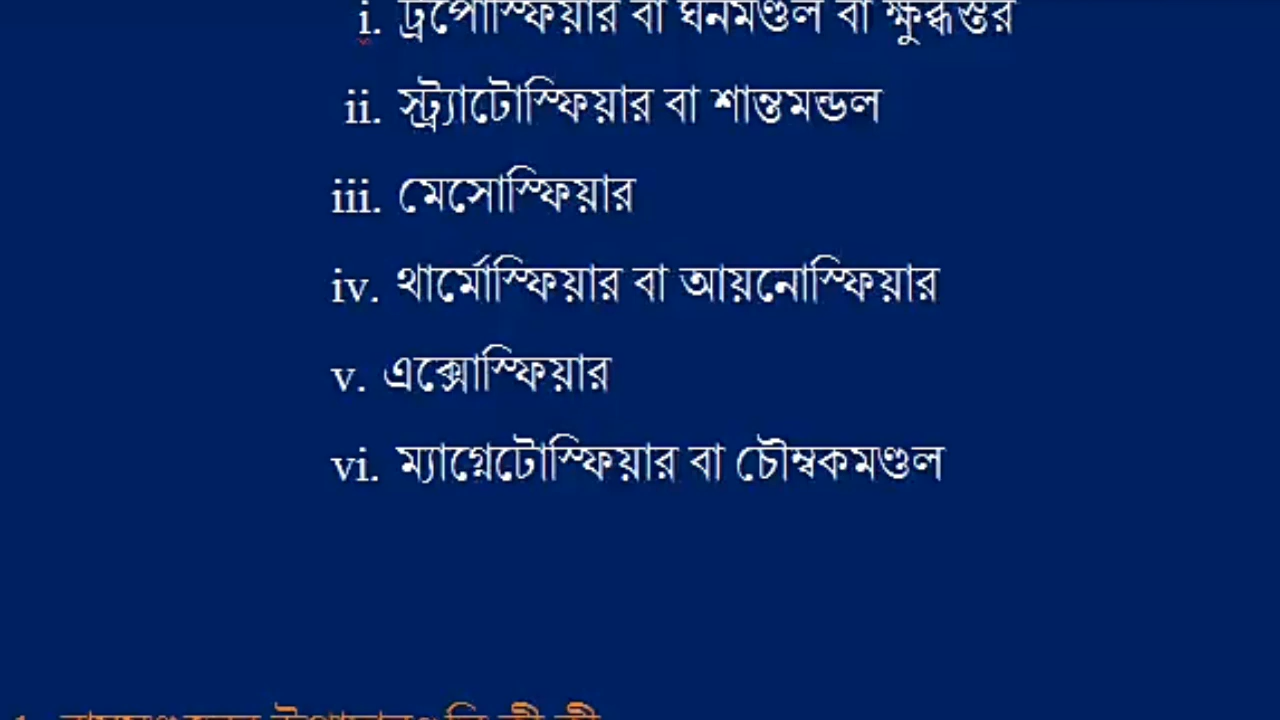 i. ট্রপোস্ফিয়ার বা ঘনমণ্ডল বা ক্ষুব্ধস্তর
ii. স্ট্র্যাটোস্ফিয়ার বা শান্তমন্ডল
iii. মেসোস্ফিয়ার
iv. থার্মোস্ফিয়ার বা আয়নোস্ফিয়ার
v. এক্সোস্ফিয়ার
vi. ম্যাগ্নেটোস্ফিয়ার বা চৌম্বকমণ্ডল